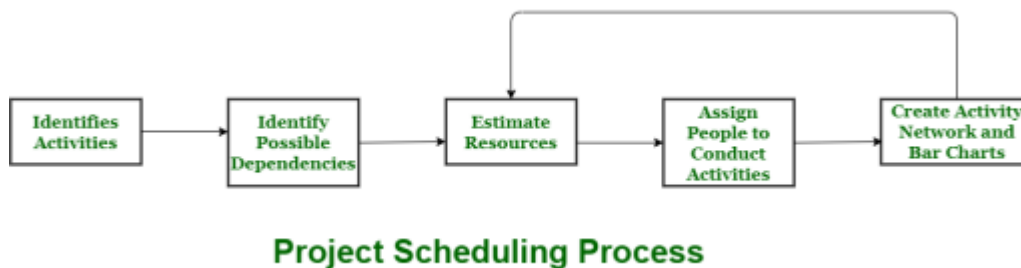 Identifies
Activities
Identify
Possible
Dependencies
Estimate
Resources
Assign
People to
Conduct
Activities
Create Activity
Network and
Bar Charts
Project Scheduling Process